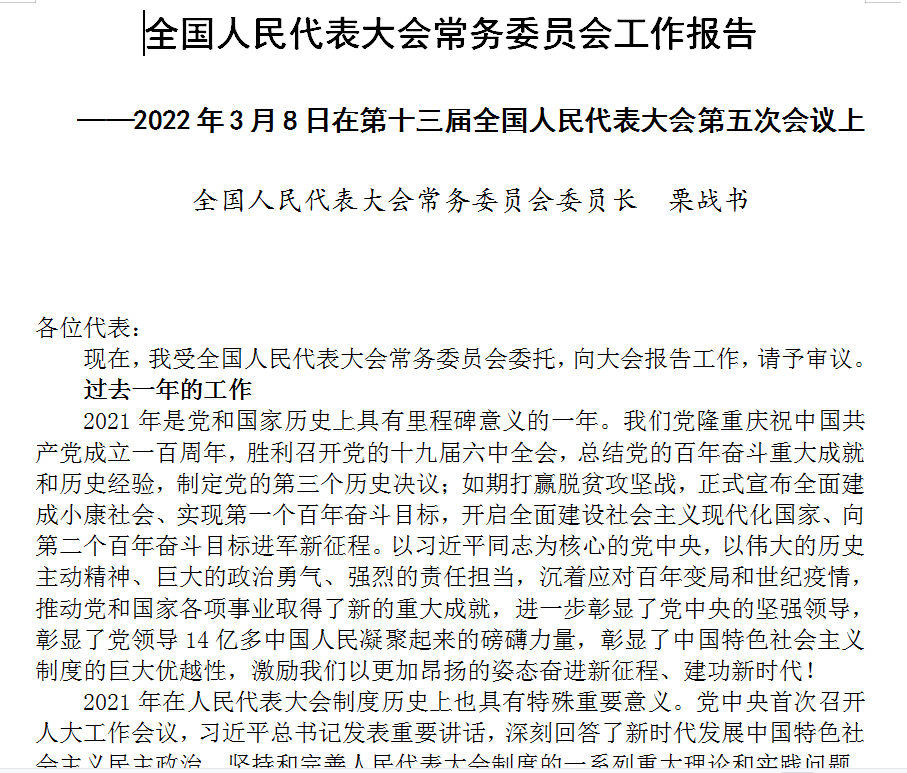 全国人民代表大会常务委员会工作报告
——2022年3月8日在第十三届全国人民代表大会第五次会议上
全国人民代表大会常务委员会委员长　栗战书
各位代表：
现在，我受全国人民代表大会常务委员会委托，向大会报告工作，请予审议。
过去一年的工作
2021年是党和国家历史上具有里程碑意义的一年。我们党隆重庆祝中国共
产党成立一百周年，胜利召开党的十九届六中全会，总结党的百年奋斗重大成就
和历史经验，制定党的第三个历史决议；如期打赢脱贫攻坚战，正式宣布全面建
成小康社会、实现第一个百年奋斗目标，开启全面建设社会主义现代化国家、向
第二个百年奋斗目标进军新征程。以习近平同志为核心的党中央，以伟大的历史
主动精神、巨大的政治勇气、强烈的责任担当，沉着应对百年变局和世纪疫情，
推动党和国家各项事业取得了新的重大成就，进一步彰显了党中央的坚强领导，
彰显了党领导14亿多中国人民凝聚起来的磅礴力量，彰显了中国特色社会主义
制度的巨大优越性，激励我们以更加昂扬的姿态奋进新征程、建功新时代！
2021年在人民代表大会制度历史上也具有特殊重要意义。党中央首次召开
人大工作会议，习近平总书记发表重要讲话，深刻回答了新时代发展中国特色社
会主义民主政治、坚持和完善人民代表大会制度的一系列重大理论和实践问题，